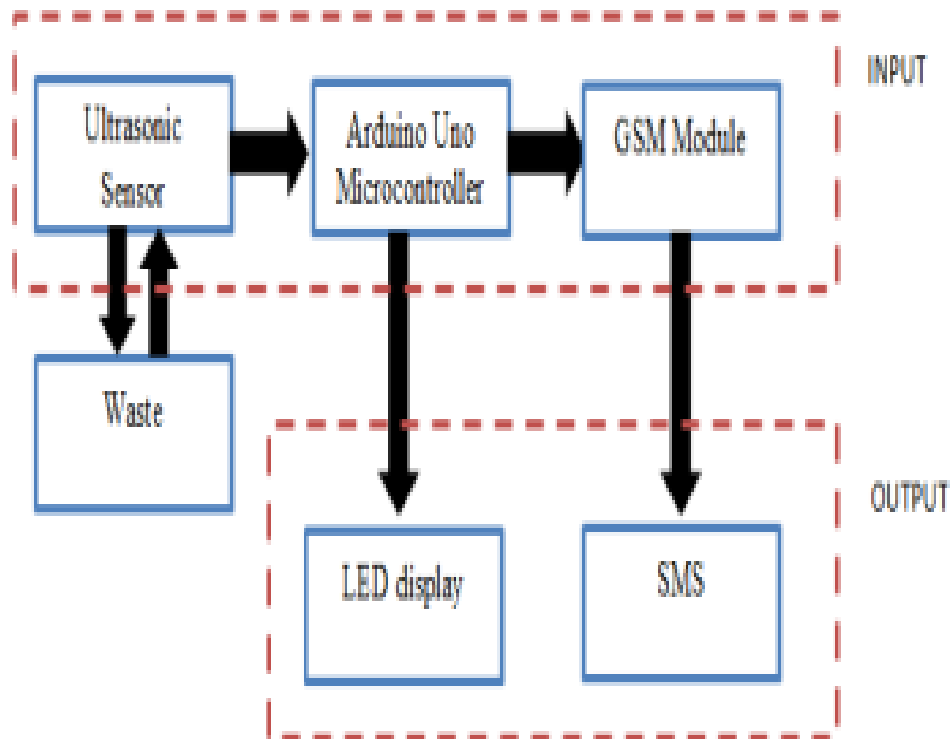 INPUT
Ultrasonic
Sensor
Arduino Uno
Microcontroller
GSM Module
Waste
OUTPUT
LED display
SMS